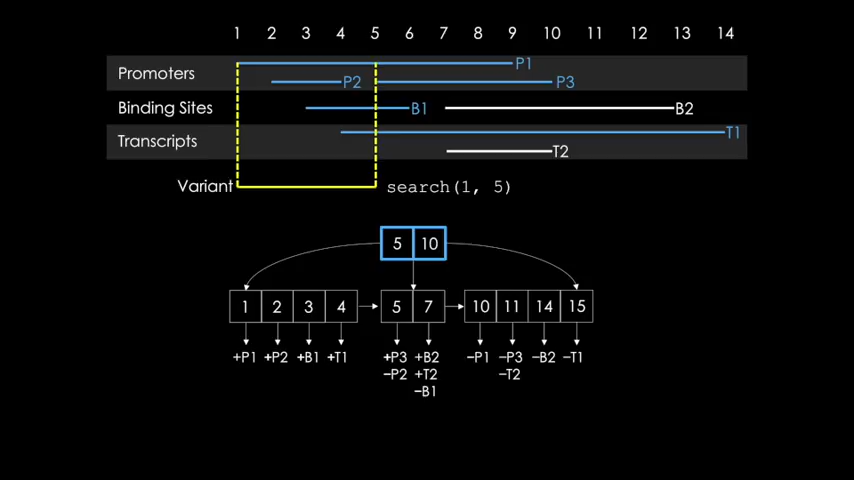 1 2 3 4 5 6 7 8 9 10 11 12 13 14
P1
Promoters
P2 P3
Binding Sites B1 B2
T1
Transcripts
T2
Variant search(1, 5)
5 10
1 2 3 4 5 7 10 11 14 15
+P1 +P2 +B1 +T1 +P3 +B2 −P1 −P3 −B2 −T1
−P2 +T2 −T2
−B1